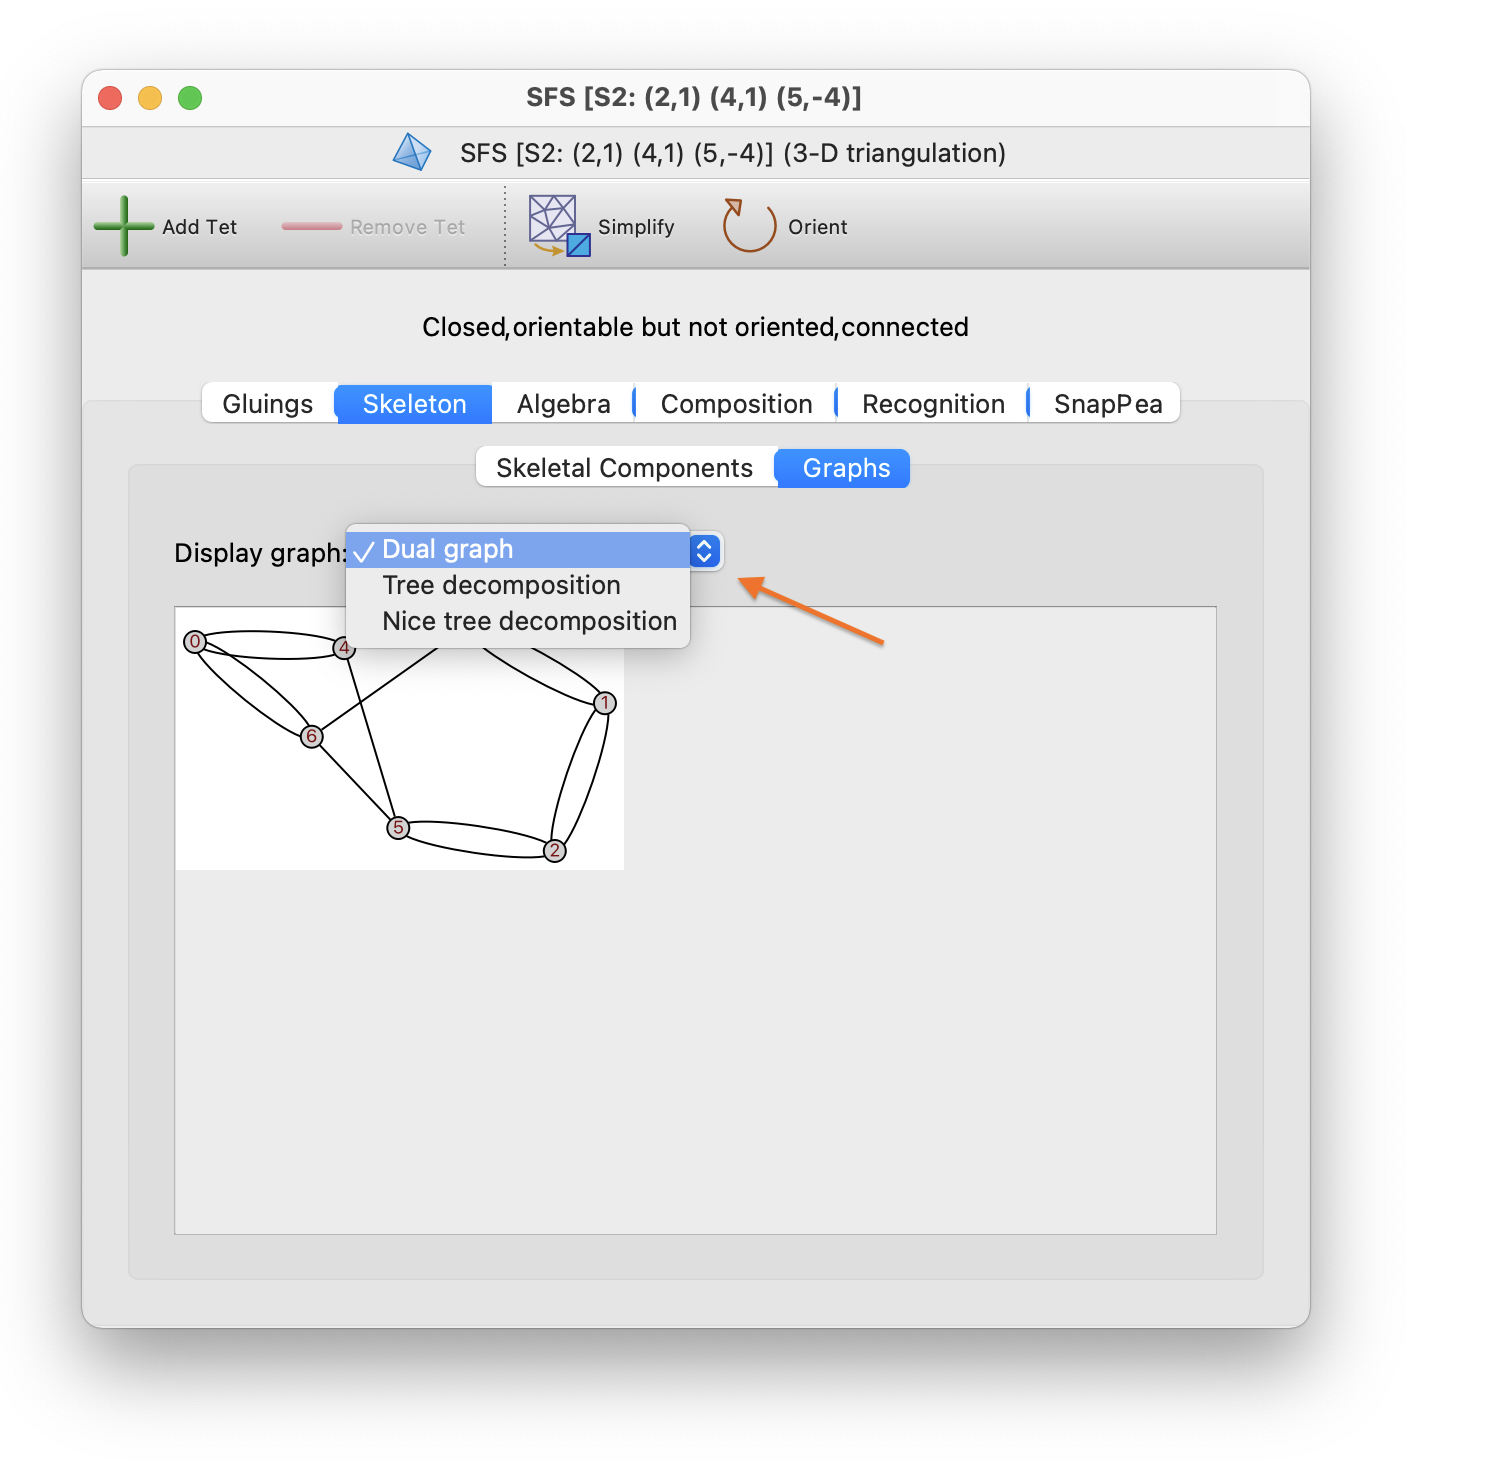 SFS [S2: (2,1) (4,1) (5,-4)]
SFS [S2: (2,1) (4,1) (5,-4)] (3-D triangulation)
Add Tet Remove Tet Simplify Orient
Closed,orientable but not oriented,connected
Gluings Skeleton Algebra Composition Recognition SnapPea
Skeletal Components Graphs
Display graph: Dual graph
Tree decomposition
Nice tree decomposition
0 4
1
6
5
2